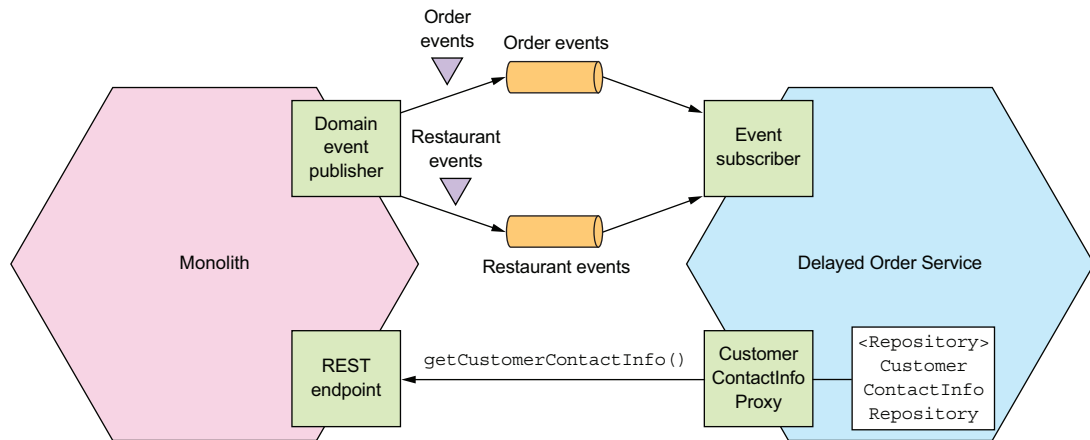 Order
events
Order events
Domain
event
publisher
Restaurant
events
Event
subscriber
Monolith
Restaurant events
Delayed Order Service
REST
endpoint
getCustomerContactInfo()
Customer
ContactInfo
Proxy
<Repository>
Customer
ContactInfo
Repository